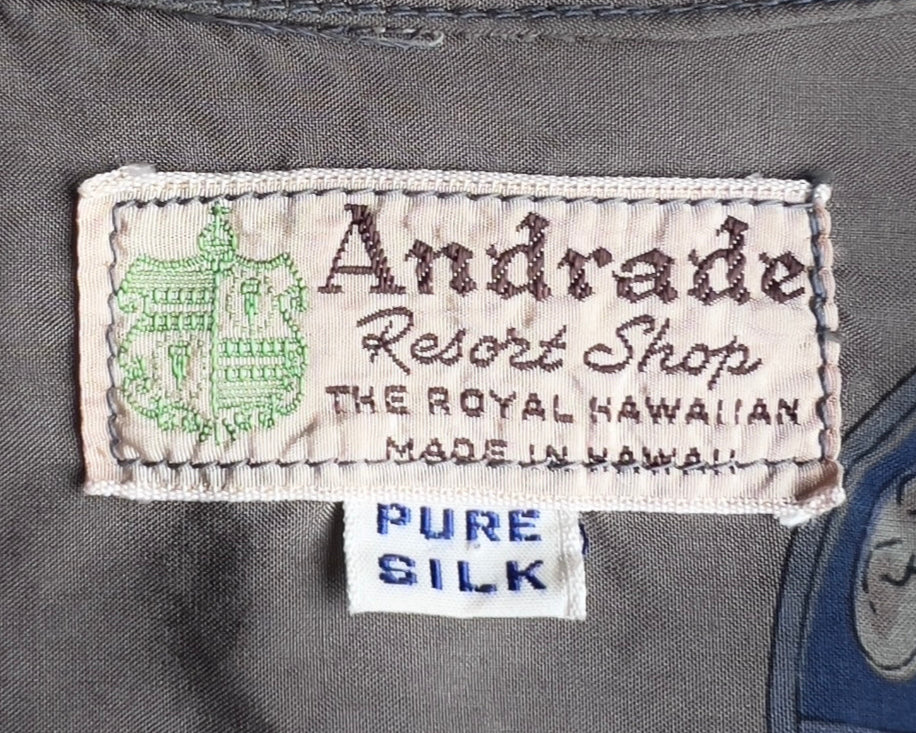 Andrade
Resort Shop
THE ROYAL HAWAIIAN
MADE IN HAWAII
PURE
SILK